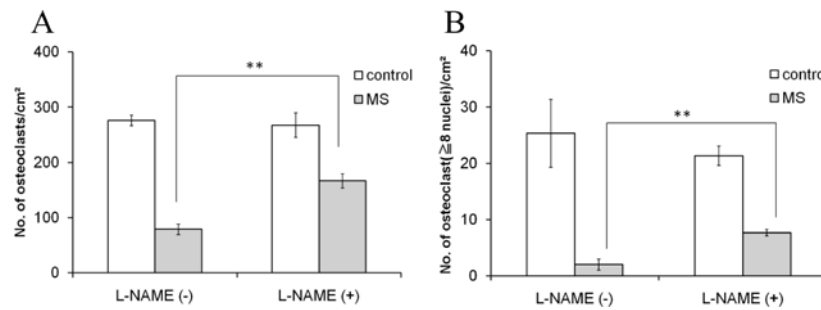 A
No. of osteoclasts/cm²
400
300
200
100
0
**
control
MS
L-NAME (-)
L-NAME (+)
B
No. of osteoclast(≧8 nuclei)/cm²
40
30
20
10
0
**
control
MS
L-NAME (-)
L-NAME (+)